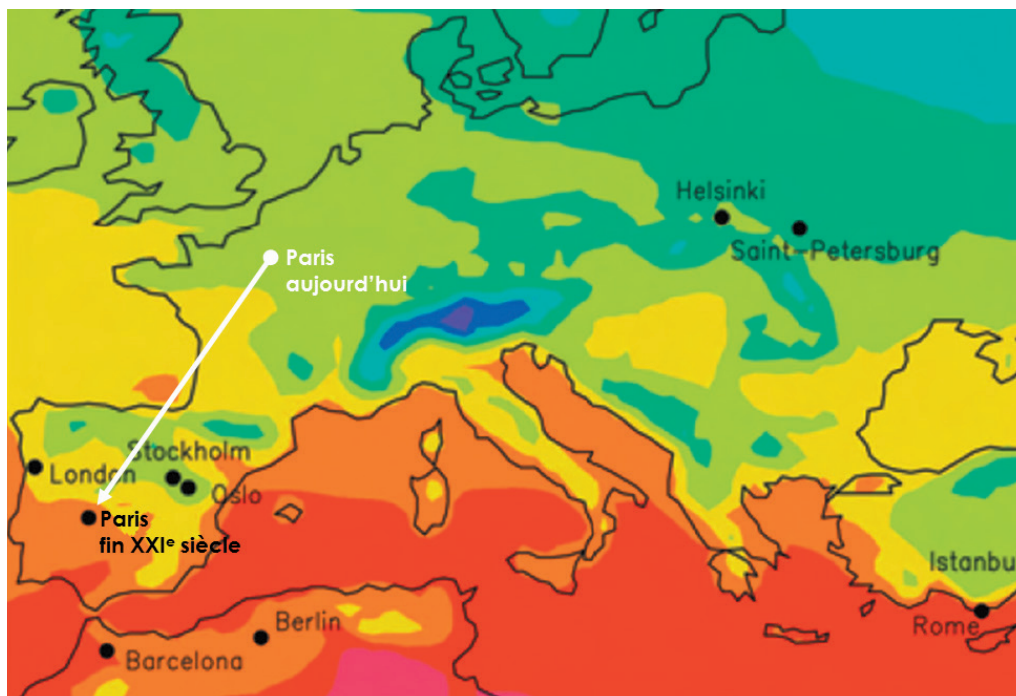 Helsinki
Saint-Petersburg
Paris
aujourd'hui
Stockholm
London
Oslo
Paris
fin XXIe siècle
Istanbu
Rome
Berlin
Barcelona